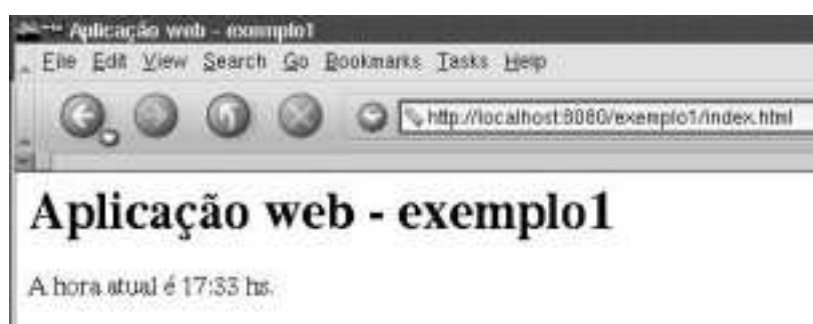 Aplicação web - exemplo1
File Edit View Search Go Bookmarks Tasks Help
http://localhost:8080/exemplo1/index.html
Aplicação web - exemplo1
A hora atual é 17:33 hs.